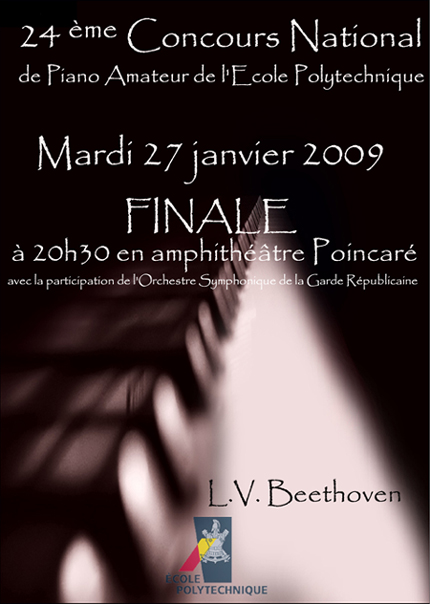 24 ème Concours National
de Piano Amateur de l'Ecole Polytechnique
Mardi 27 janvier 2009
FINALE
à 20h30 en amphithéâtre Poincaré
avec la participation de l'Orchestre Symphonique de la Garde Républicaine
L.V. Beethoven
ECOLE
POLYTECHNIQUE